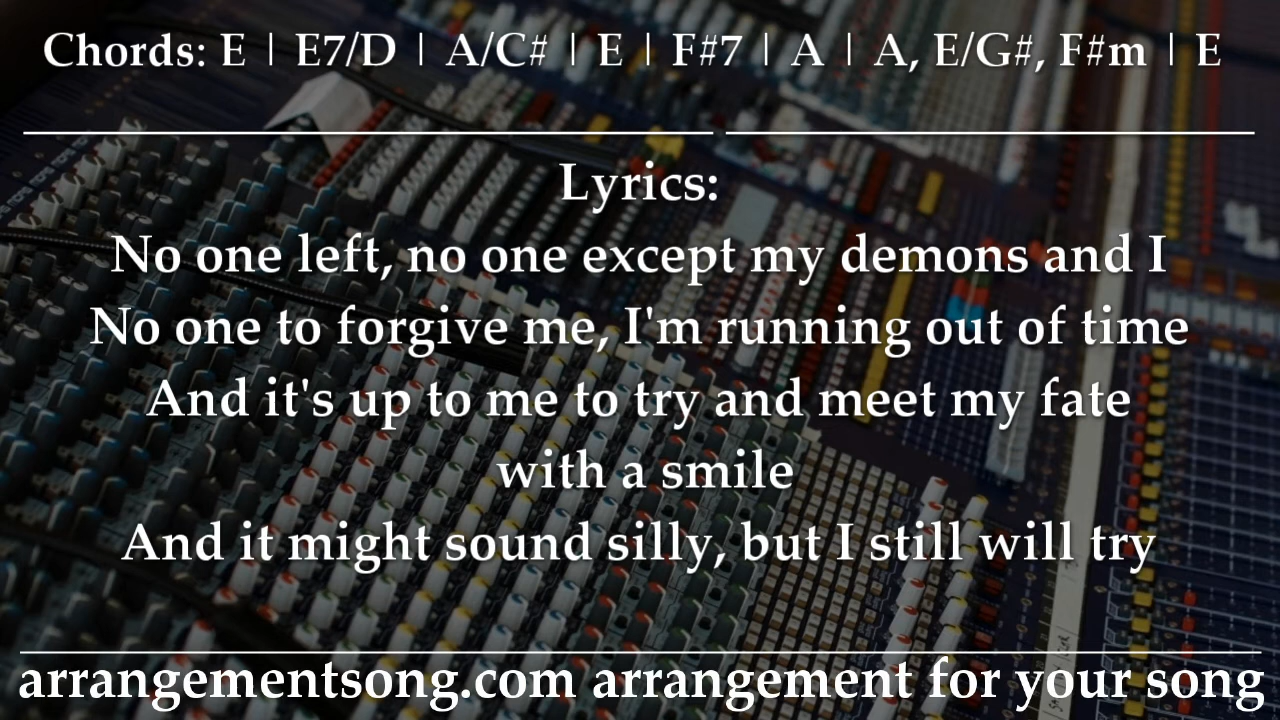 Chords: E | E7/D | A/C# | E | F#7 | A | A, E/G#, F#m | E
Lyrics:
No one left, no one except my demons and I
No one to forgive me, I'm running out of time
And it's up to me to try and meet my fate
with a smile
And it might sound silly, but I still will try
arrangementsong.com arrangement for your song